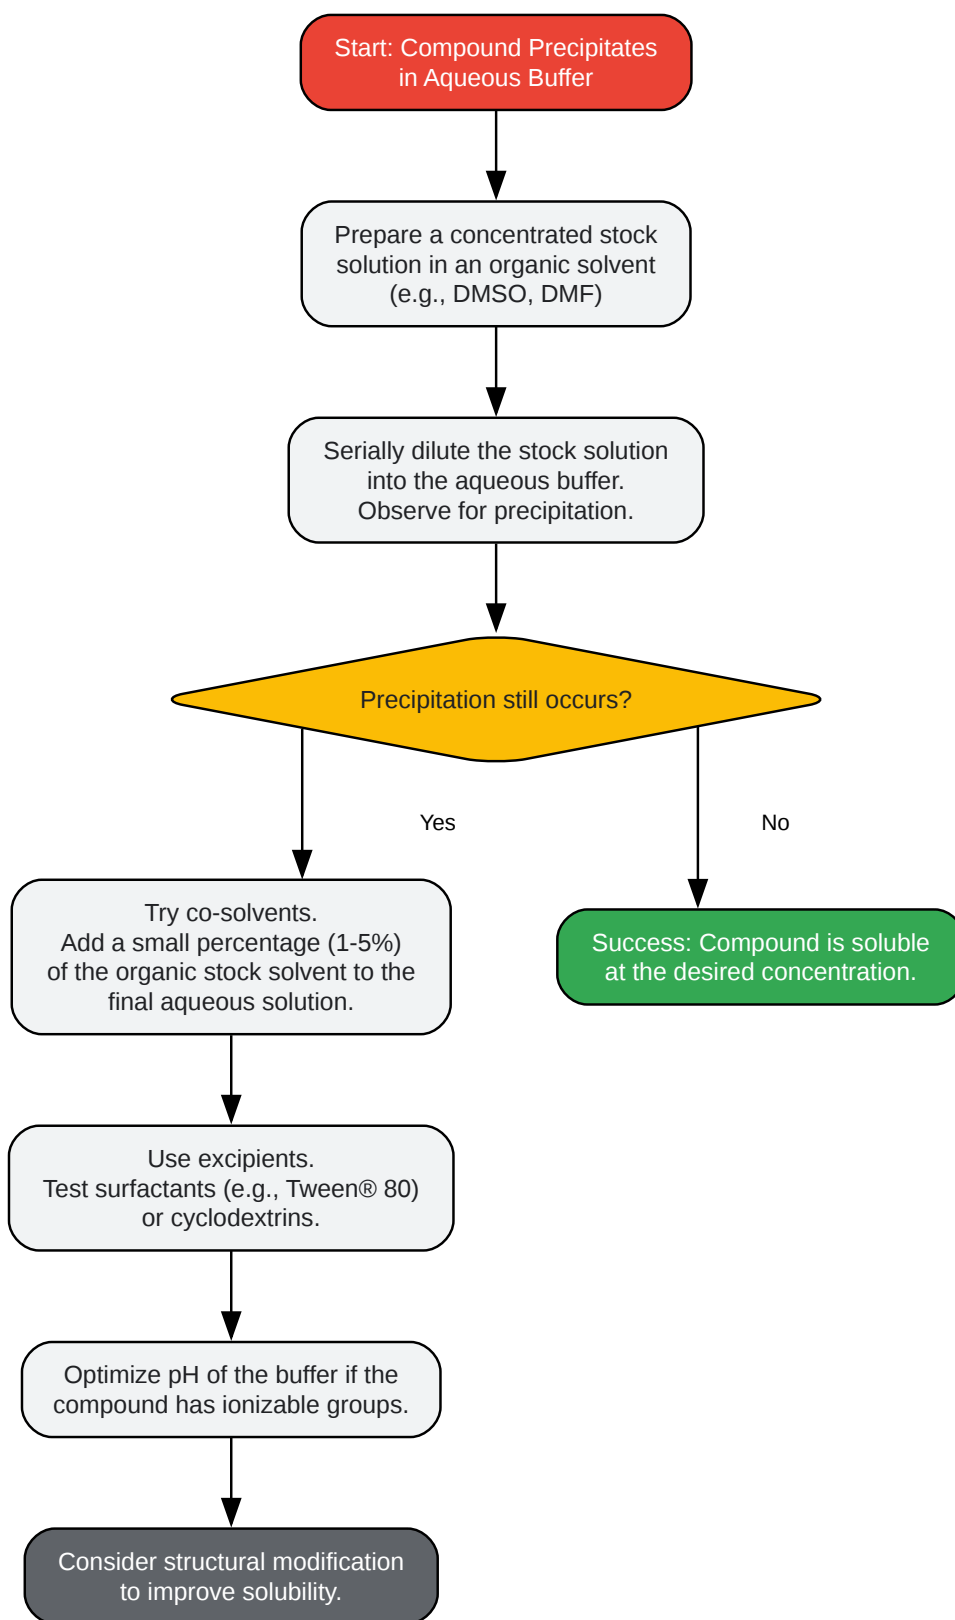 Start: Compound Precipitates
in Aqueous Buffer
Prepare a concentrated stock
solution in an organic solvent
(e.g., DMSO, DMF)
Serially dilute the stock solution
into the aqueous buffer.
Observe for precipitation.
Precipitation still occurs?
Yes
No
Try co-solvents.
Add a small percentage (1-5%)
of the organic stock solvent to the
final aqueous solution.
Success: Compound is soluble
at the desired concentration.
Use excipients.
Test surfactants (e.g., Tween® 80)
or cyclodextrins.
Optimize pH of the buffer if the
compound has ionizable groups.
Consider structural modification
to improve solubility.